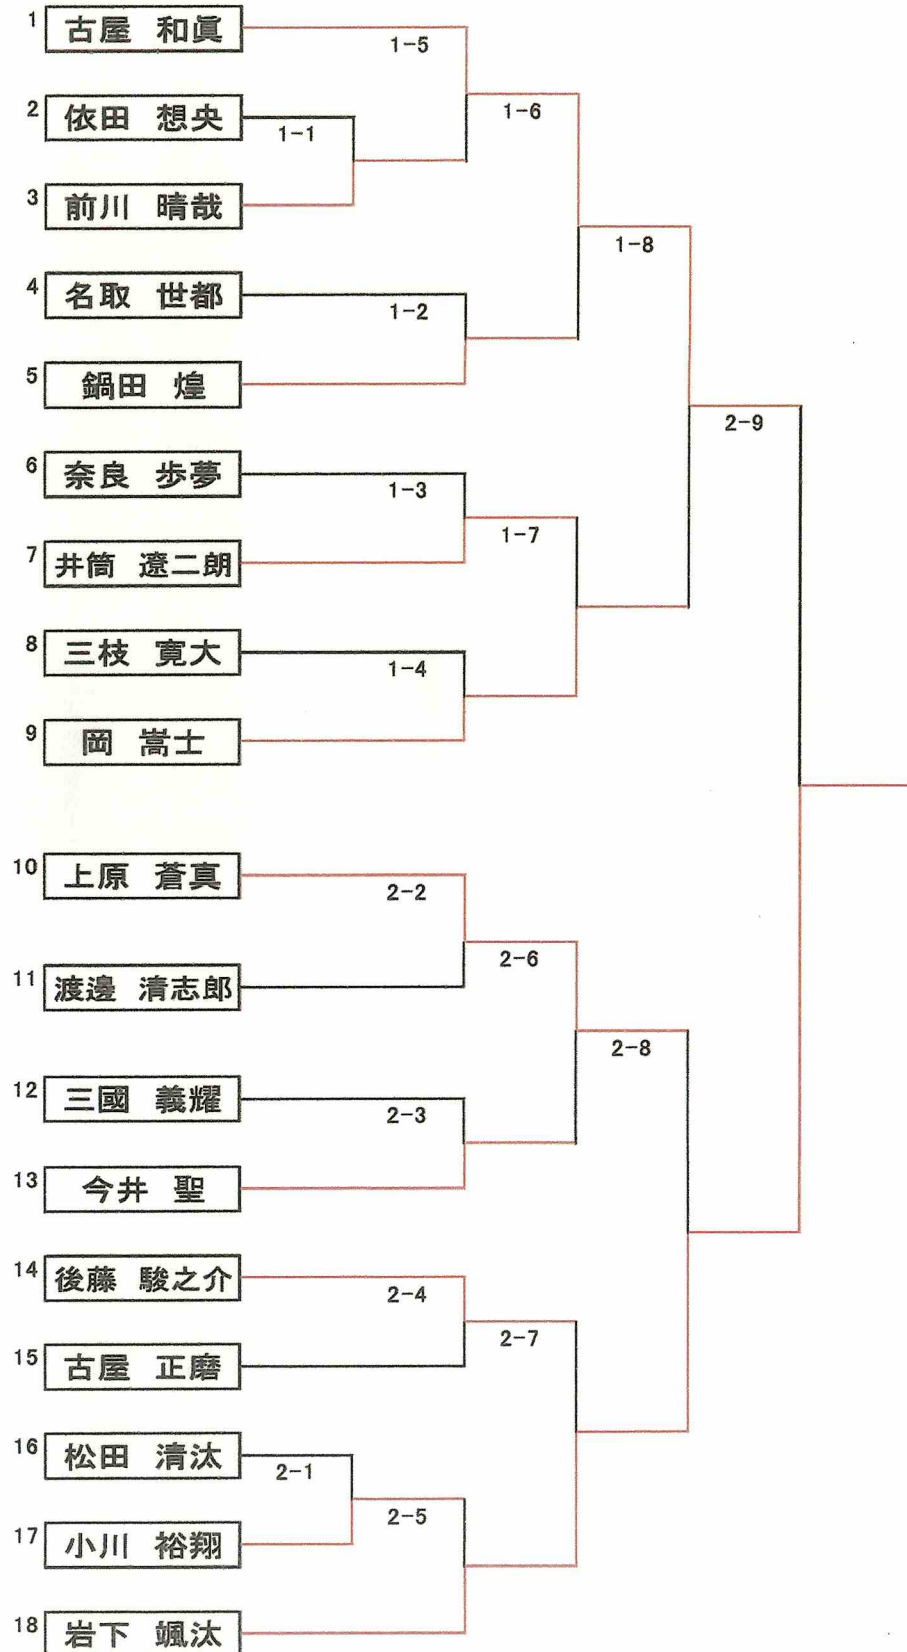 1 古屋 和眞
1-5
2 依田 想央
1-1
1-6
3 前川 晴哉
1-8
4 名取 世都
1-2
5 鍋田 煌
2-9
6 奈良 歩夢
1-3
1-7
7 井筒 遼二朗
8 三枝 寛大
1-4
9 岡 嵩士
10 上原 蒼真
2-2
2-6
11 渡邊 清志郎
2-8
12 三國 義耀
2-3
13 今井 聖
14 後藤 駿之介
2-4
2-7
15 古屋 正磨
16 松田 清汰
2-1
2-5
17 小川 裕翔
18 岩下 颯汰